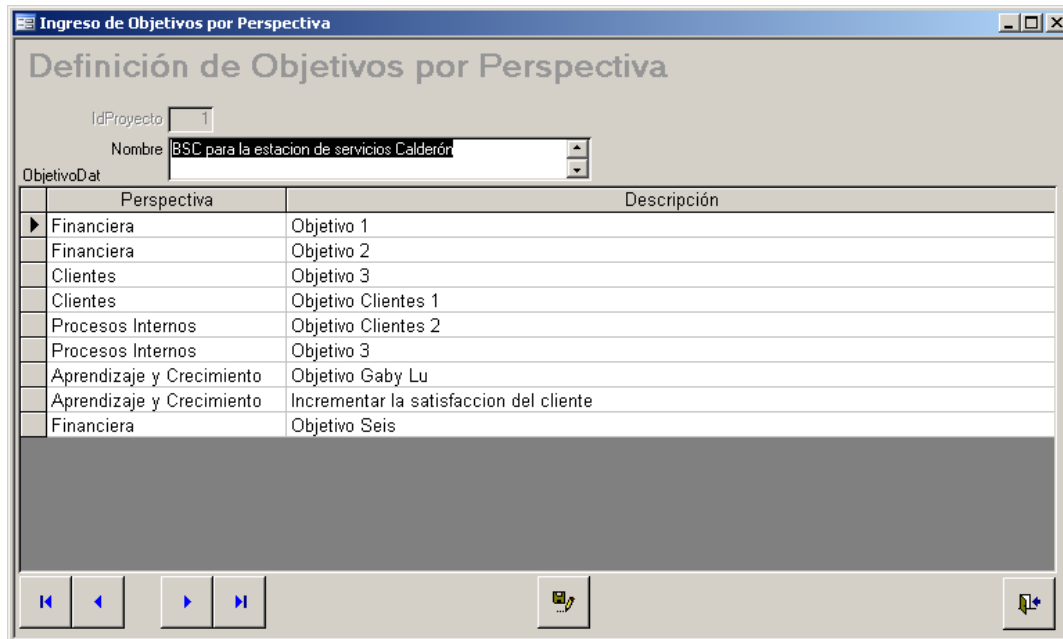 Ingreso de Objetivos por Perspectiva
Definición de Objetivos por Perspectiva
IdProyecto 1
Nombre BSC para la estacion de servicios Calderón
ObjetivoDat
Perspectiva Descripción
Financiera Objetivo 1
Financiera Objetivo 2
Clientes Objetivo 3
Clientes Objetivo Clientes 1
Procesos Internos Objetivo Clientes 2
Procesos Internos Objetivo 3
Aprendizaje y Crecimiento Objetivo Gaby Lu
Aprendizaje y Crecimiento Incrementar la satisfaccion del cliente
Financiera Objetivo Seis